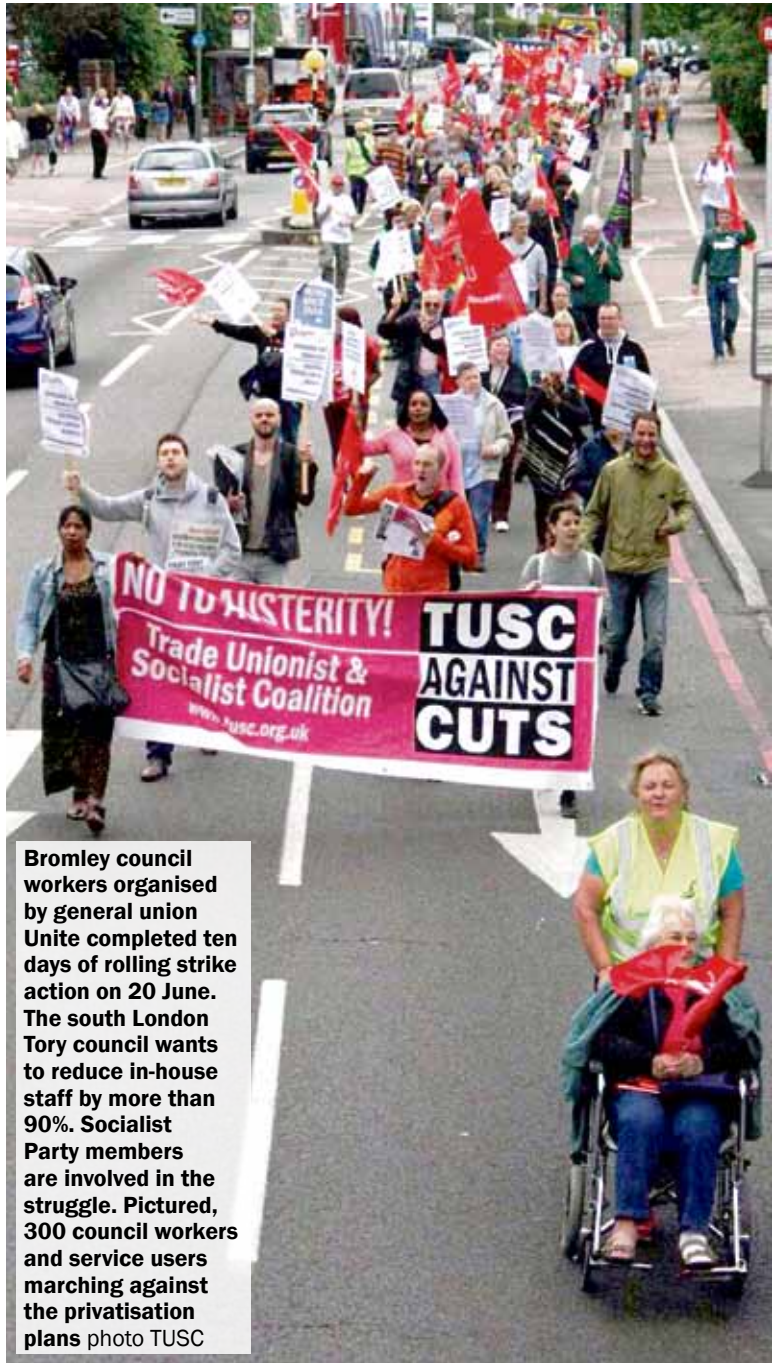 NO TO AUSTERITY!
Trade Unionist &
Socialist Coalition
www.tusc.org.uk
TUSC
AGAINST
CUTS
Bromley council
workers organised
by general union
Unite completed ten
days of rolling strike
action on 20 June.
The south London
Tory council wants
to reduce in-house
staff by more than
90%. Socialist
Party members
are involved in the
struggle. Pictured,
300 council workers
and service users
marching against
the privatisation
plans photo TUSC